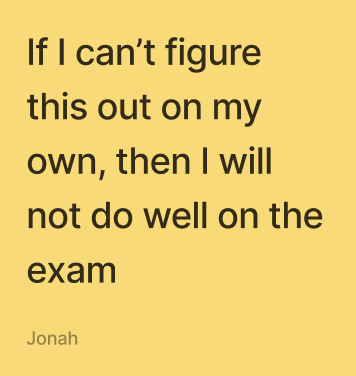 If I can’t figure
this out on my
own, then I will
not do well on the
exam
Jonah